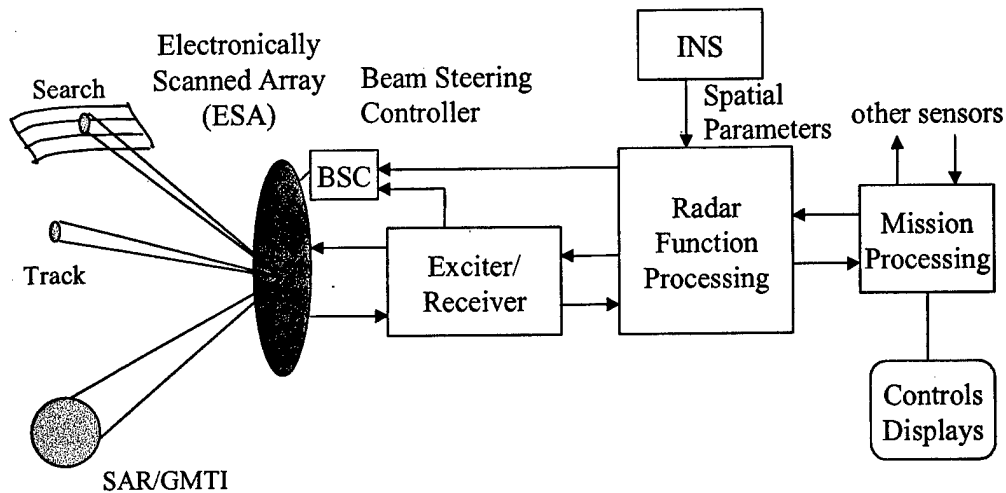 Electronically
Scanned Array
(ESA)
Search
Beam Steering
Controller
INS
Spatial
Parameters
other sensors
BSC
Radar
Function
Processing
Mission
Processing
Track
Exciter/
Receiver
Controls
Displays
SAR/GMTI